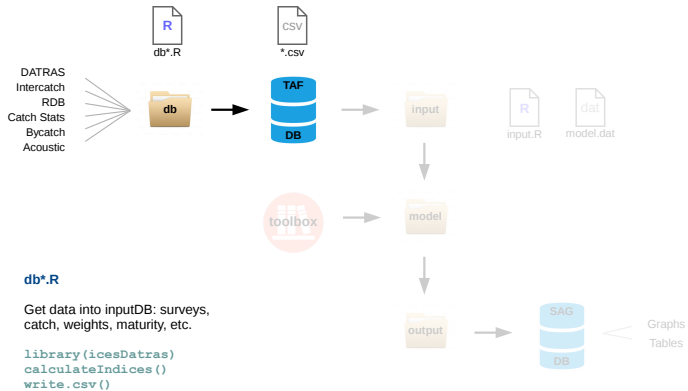 R
csv
db*.R
*.csv
DATRAS
Intercatch
RDB
Catch Stats
Bycatch
Acoustic
db
TAF
DB
input
R
dat
input.R
model.dat
toolbox
model
db*.R
Get data into inputDB: surveys,
catch, weights, maturity, etc.
library(icesDatras)
calculateIndices()
write.csv()
output
SAG
DB
Graphs
Tables